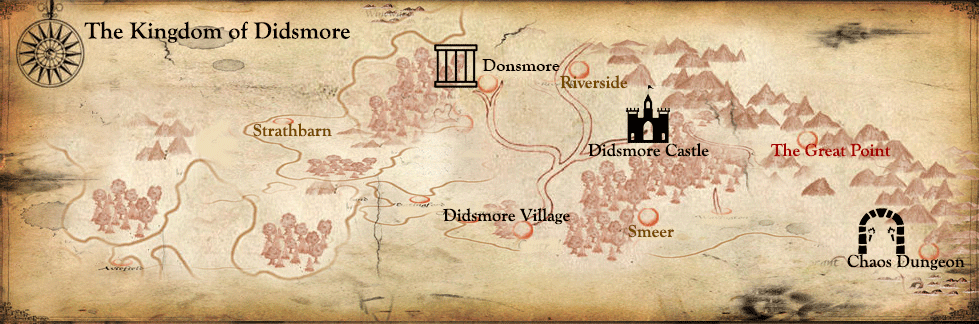 The Kingdom of Didsmore
Donsmore
Riverside
Strathbarn
Didsmore Castle
The Great Point
Didsmore Village
Smeer
Chaos Dungeon